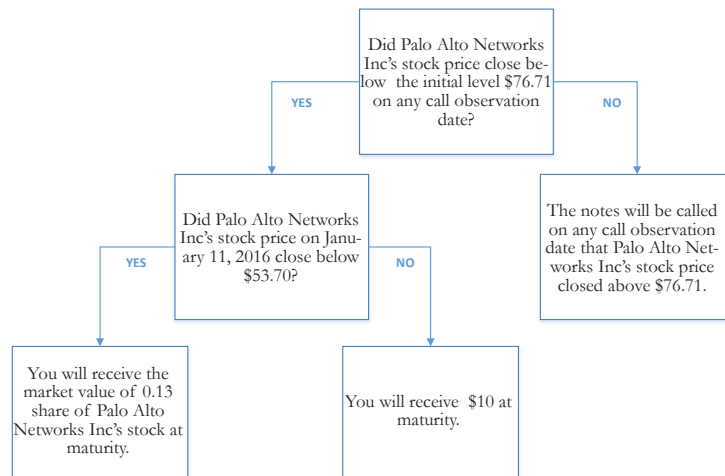 Did Palo Alto Networks
Inc's stock price close be-
low the initial level $76.71
on any call observation
date?
YES
NO
Did Palo Alto Networks
Inc's stock price on Janu-
ary 11, 2016 close below
$53.70?
The notes will be called
on any call observation
date that Palo Alto Net-
works Inc's stock price
closed above $76.71.
YES
NO
You will receive the
market value of 0.13
share of Palo Alto
Networks Inc's stock at
maturity.
You will receive $10 at
maturity.